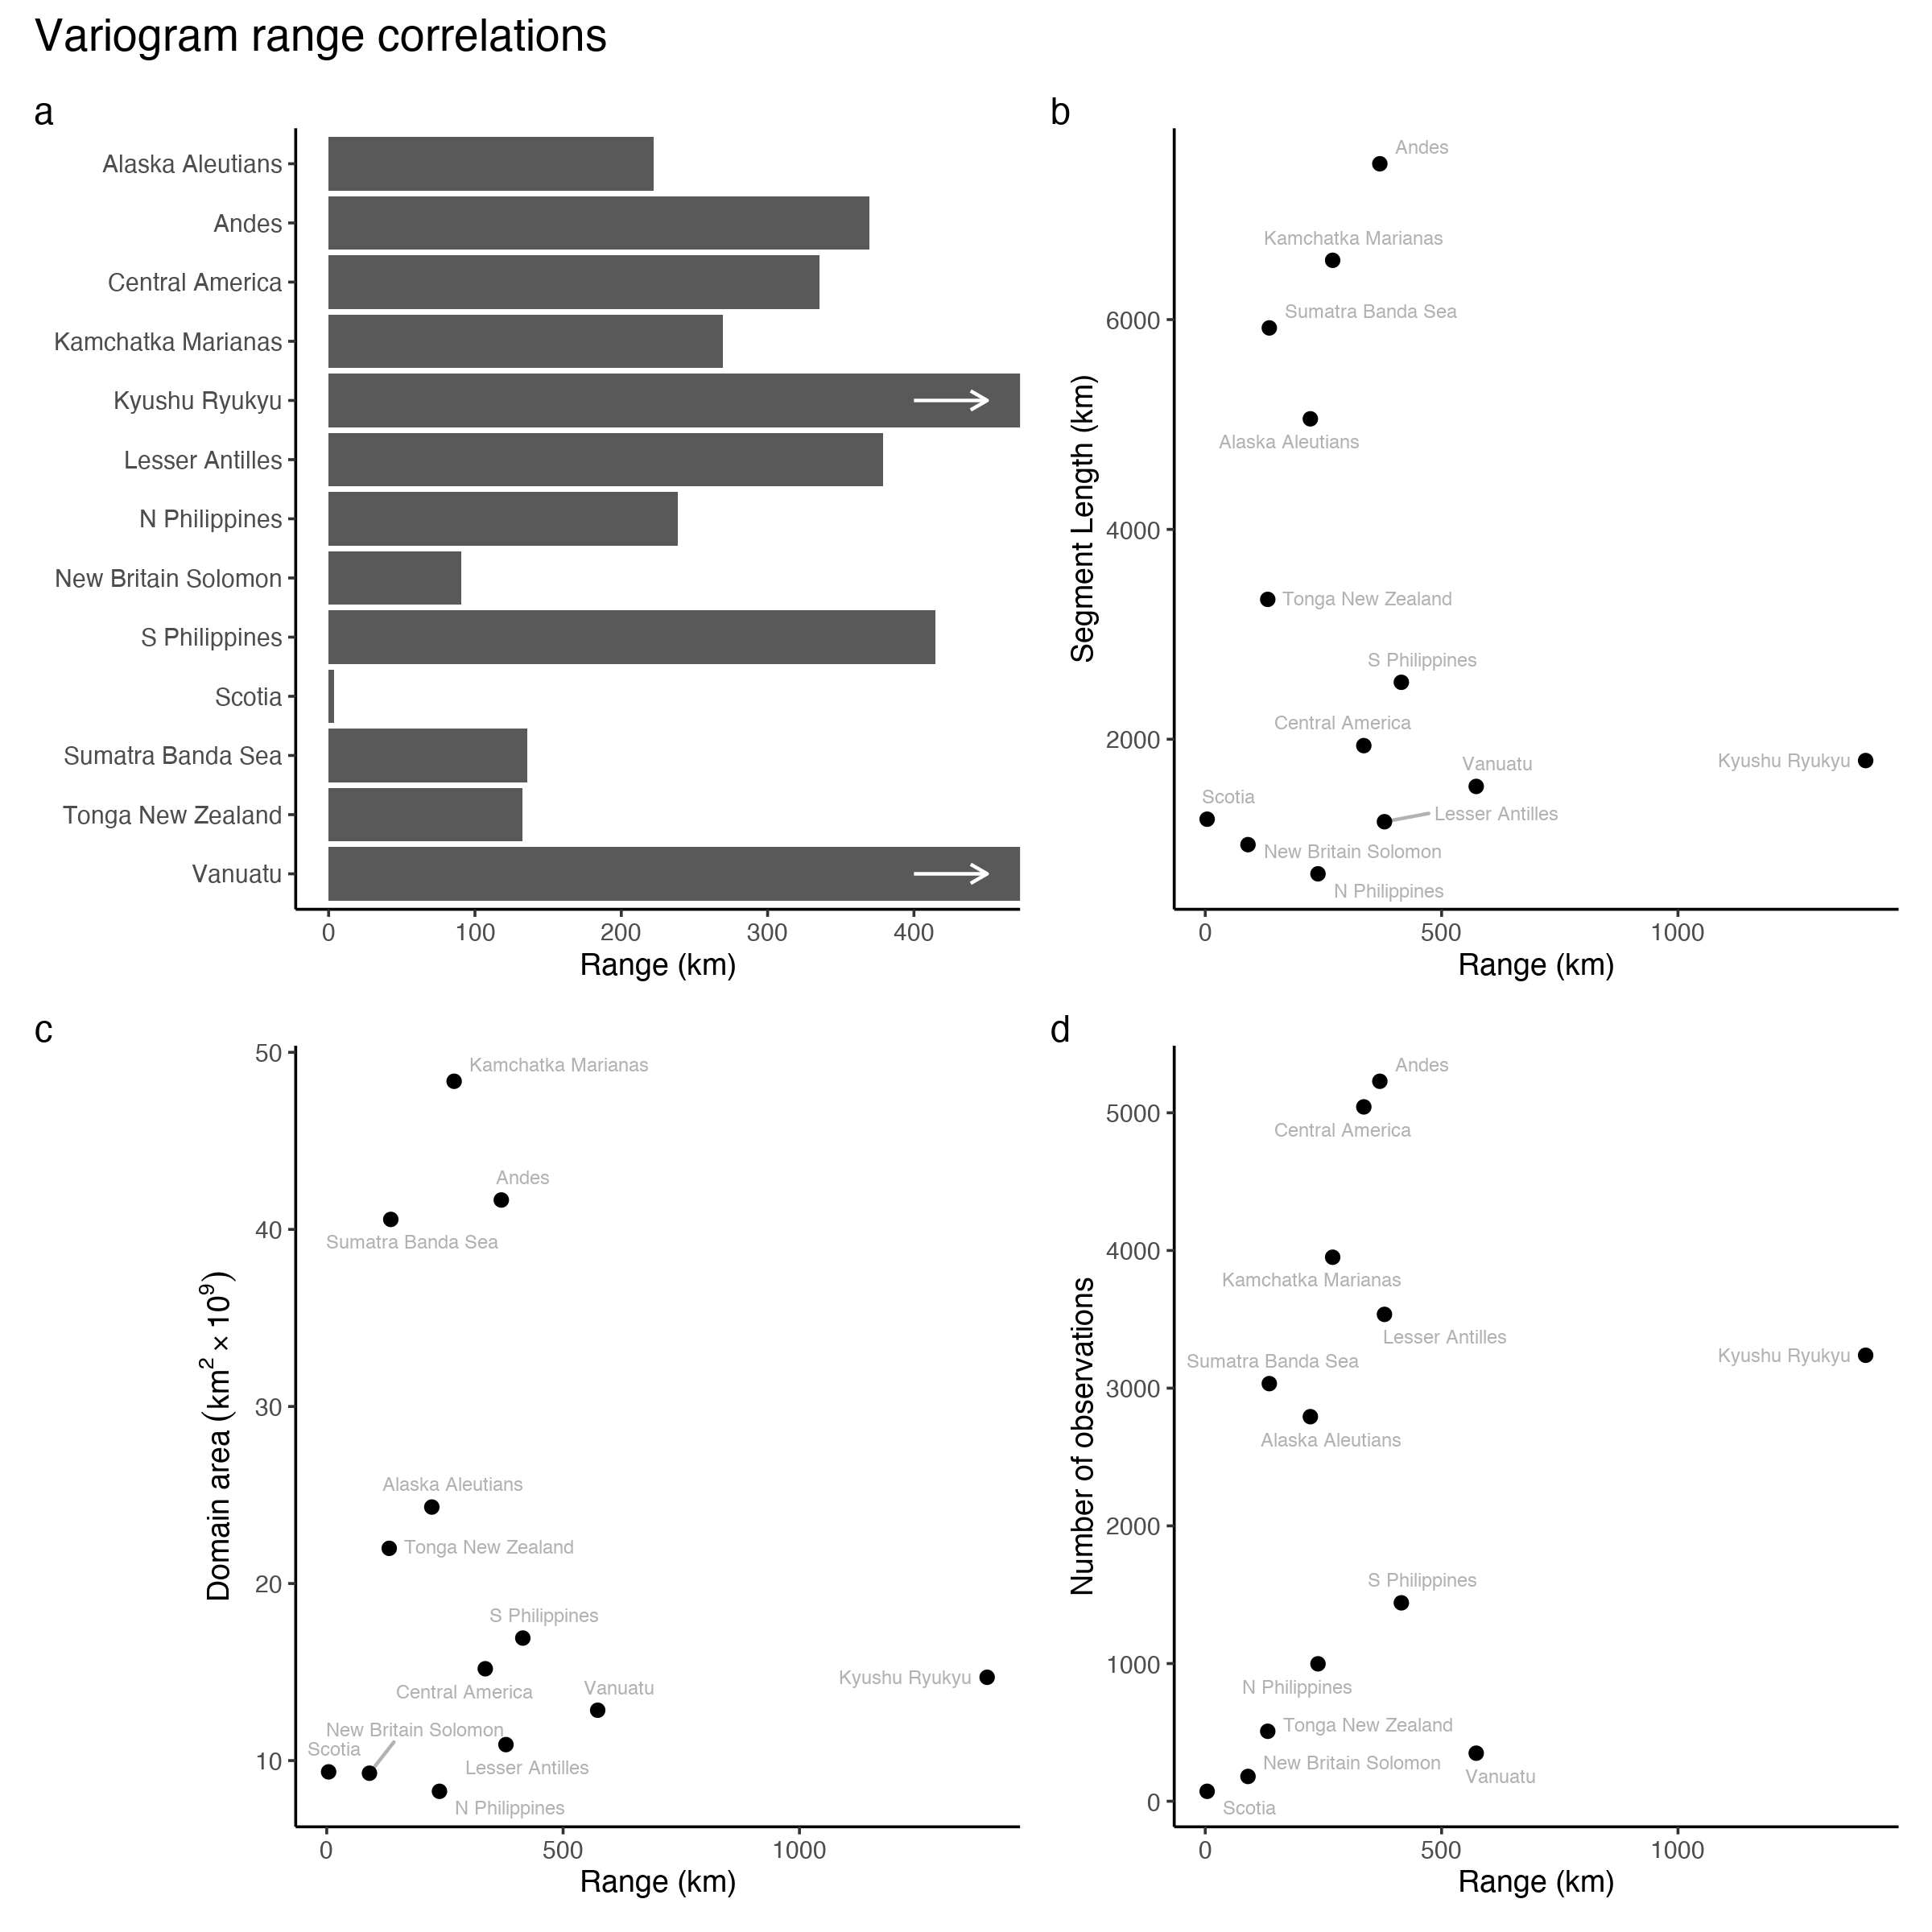 Variogram range correlations
a
Alaska Aleutians
Andes
Central America
Kamchatka Marianas
Kyushu Ryukyu
Lesser Antilles
N Philippines
New Britain Solomon
S Philippines
Scotia
Sumatra Banda Sea
Tonga New Zealand
Vanuatu
0 100 200 300 400
Range (km)
b
Segment Length (km)
6000
4000
2000
Andes
Kamchatka Marianas
Sumatra Banda Sea
Alaska Aleutians
Tonga New Zealand
S Philippines
Central America
Kyushu Ryukyu
Vanuatu
Scotia
Lesser Antilles
New Britain Solomon
N Philippines
0 500 1000
Range (km)
c
Domain area (km² × 10⁹)
50
40
30
20
10
Kamchatka Marianas
Andes
Sumatra Banda Sea
Alaska Aleutians
Tonga New Zealand
S Philippines
Kyushu Ryukyu
Central America
Vanuatu
New Britain Solomon
Scotia
Lesser Antilles
N Philippines
0 500 1000
Range (km)
d
Number of observations
5000
4000
3000
2000
1000
0
Andes
Central America
Kamchatka Marianas
Lesser Antilles
Kyushu Ryukyu
Sumatra Banda Sea
Alaska Aleutians
S Philippines
N Philippines
Tonga New Zealand
New Britain Solomon
Vanuatu
Scotia
0 500 1000
Range (km)